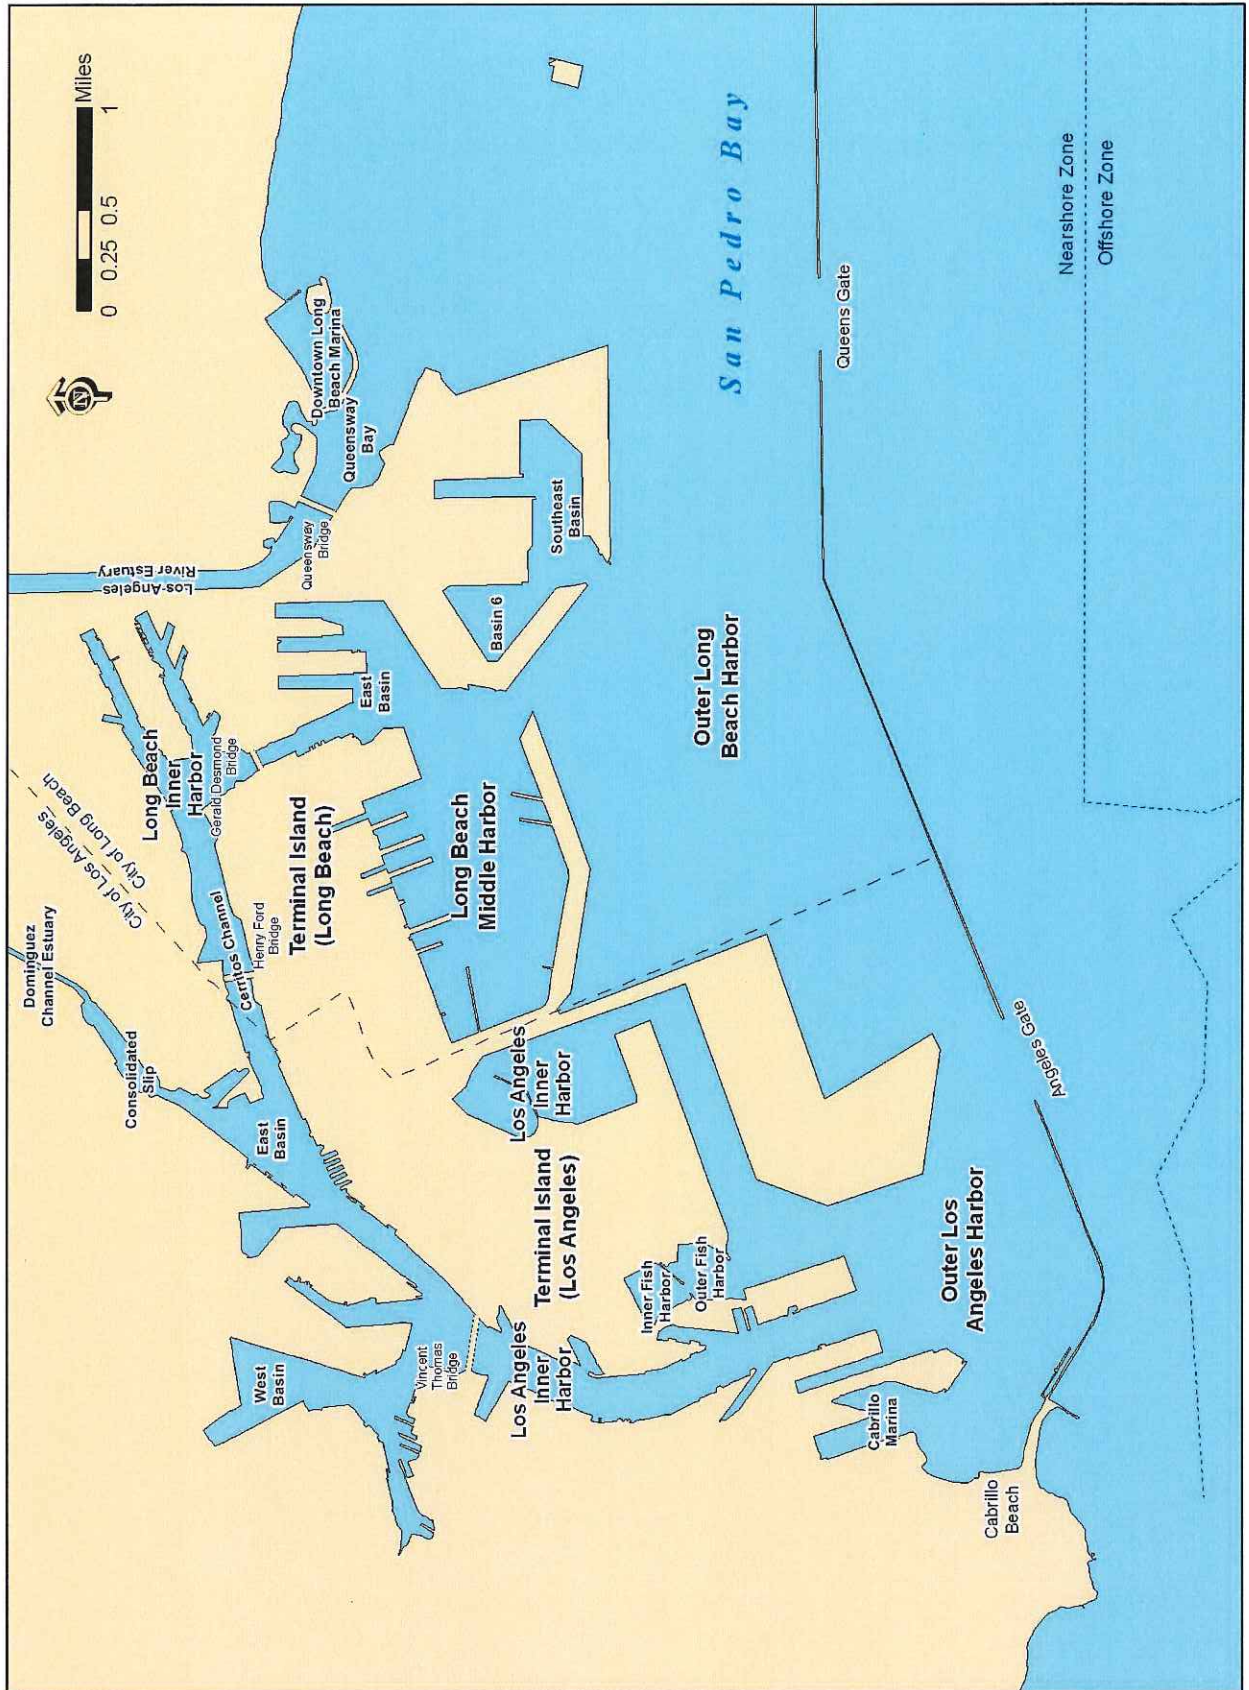 Miles
0 0.25 0.5 1
N
Dominguez
Channel Estuary
Consolidated
Slip
City of Los Angeles
City of Long Beach
Los Angeles
River Estuary
Long Beach
Inner
Harbor
Gerald Desmond
Bridge
Cerritos Channel
Henry Ford
Bridge
Queensway
Bridge
Downtown Long
Beach Marina
Queensway
Bay
West
Basin
East
Basin
Terminal Island
(Long Beach)
East
Basin
Basin 6
Southeast
Basin
Vincent
Thomas
Bridge
Los Angeles
Inner
Harbor
Terminal Island
(Los Angeles)
Los Angeles
Inner
Harbor
Long Beach
Middle Harbor
Inner Fish
Harbor
Outer Fish
Harbor
Outer Long
Beach Harbor
San Pedro Bay
Queens Gate
Cabrillo
Marina
Outer Los
Angeles Harbor
Angeles Gate
Cabrillo
Beach
Nearshore Zone
Offshore Zone